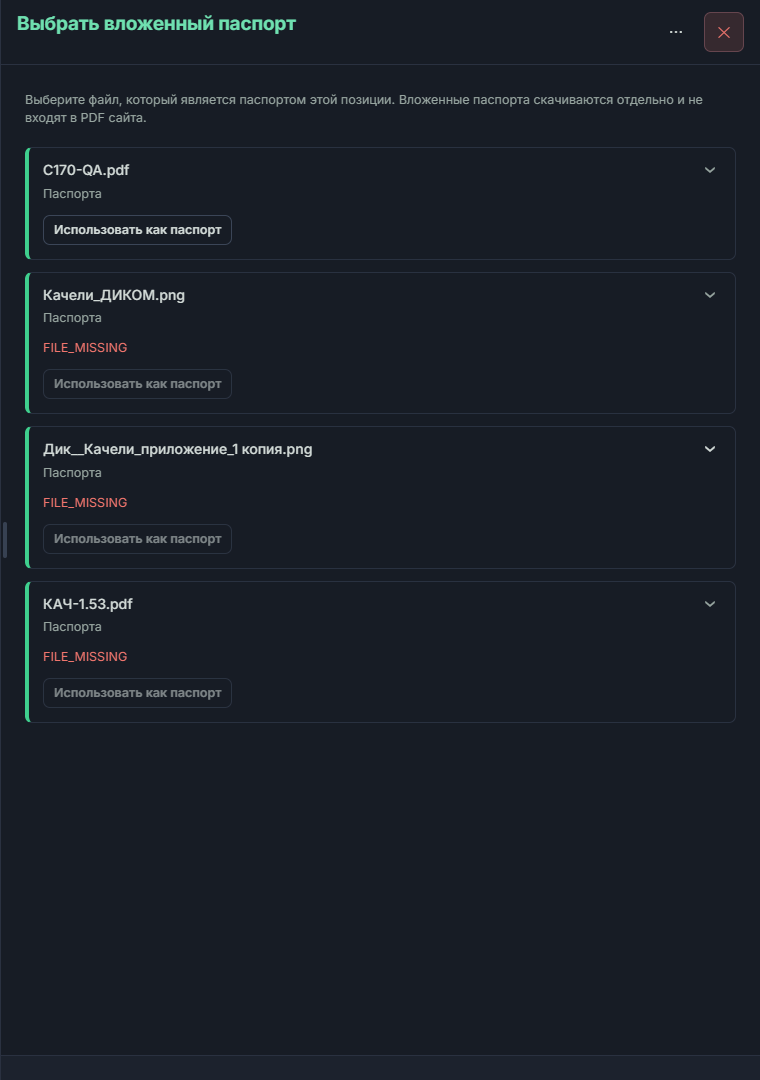 Выбрать вложенный паспорт
...
Выберите файл, который является паспортом этой позиции. Вложенные паспорта скачиваются отдельно и не
входят в PDF сайта.
C170-QA.pdf
Паспорта
Использовать как паспорт
Качели_ДИКОМ.png
Паспорта
FILE_MISSING
Использовать как паспорт
Дик__Качели_приложение_1 копия.png
Паспорта
FILE_MISSING
Использовать как паспорт
КАЧ-1.53.pdf
Паспорта
FILE_MISSING
Использовать как паспорт